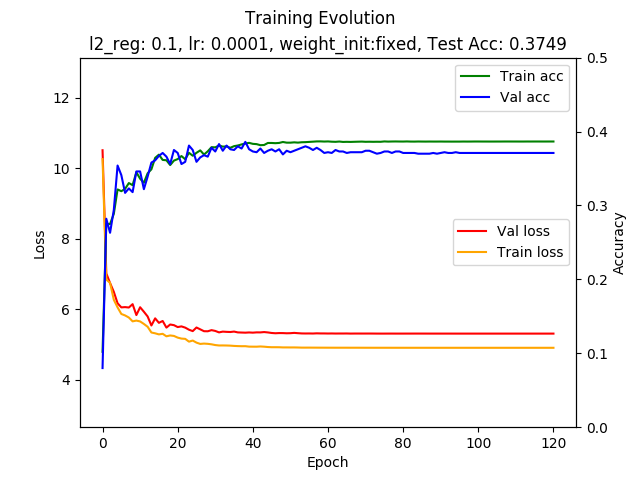 Training Evolution
l2_reg: 0.1, lr: 0.0001, weight_init:fixed, Test Acc: 0.3749
Train acc
Val acc
Val loss
Train loss
Loss
12
10
8
6
4
Accuracy
0.5
0.4
0.3
0.2
0.1
0.0
0
20
40
60
80
100
120
Epoch